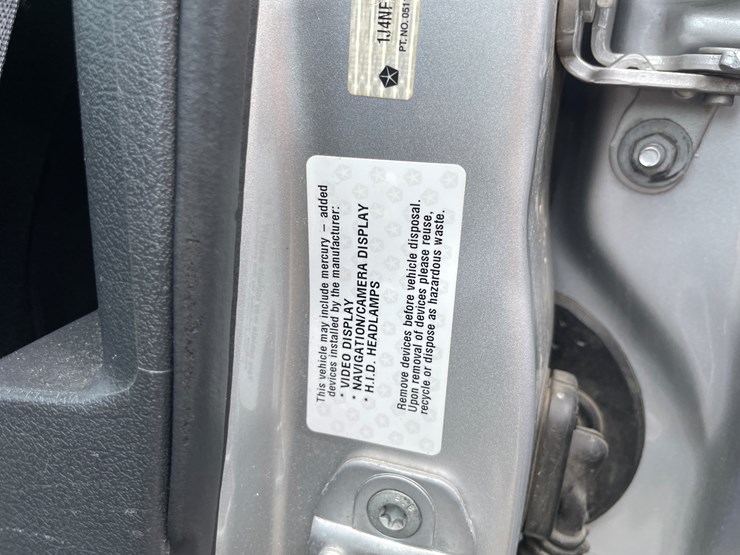 1J4NF
PT. NO. 051
This vehicle may include mercury – added
devices installed by the manufacturer:
* VIDEO DISPLAY
* NAVIGATION/CAMERA DISPLAY
* H.I.D. HEADLAMPS
Remove devices before vehicle disposal.
Upon removal of devices please reuse,
recycle or dispose as hazardous waste.